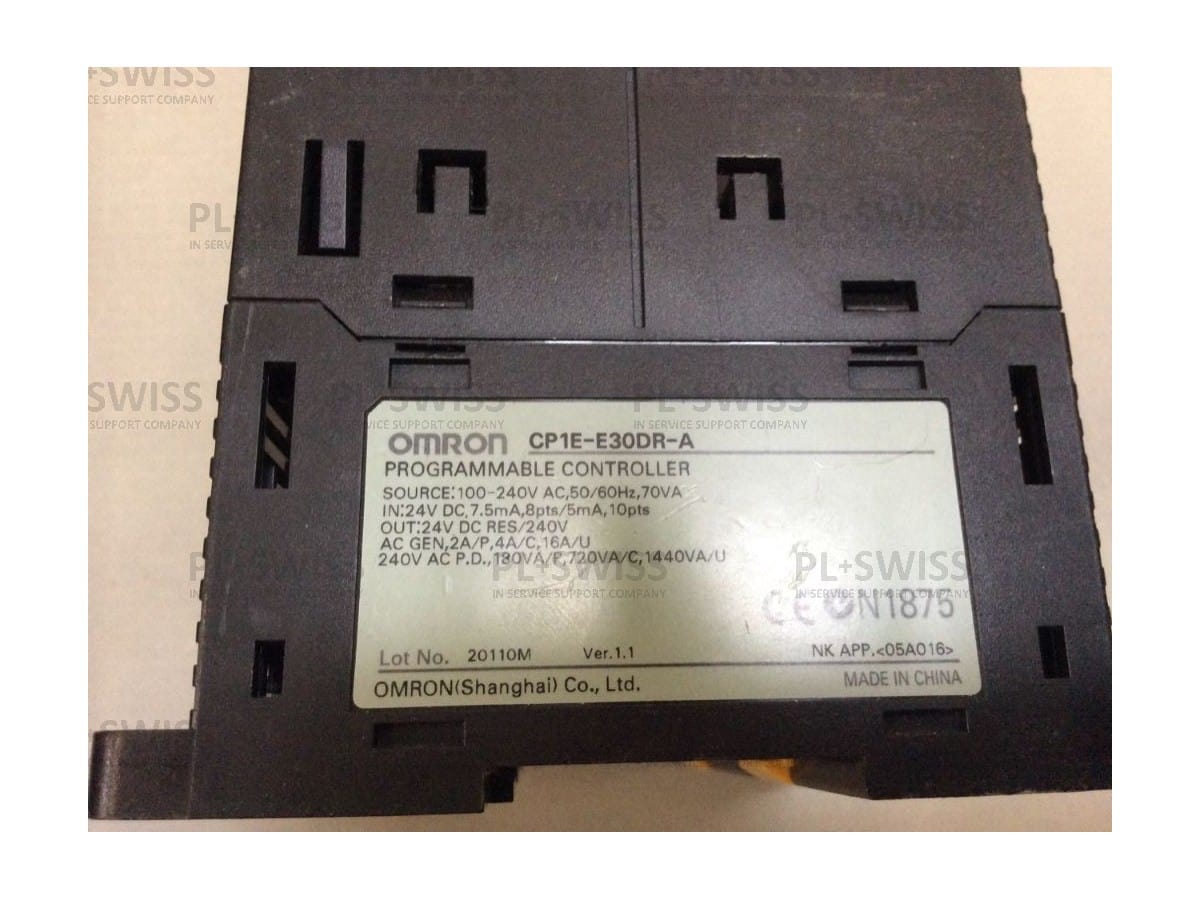 PL+SWISS
IN SERVICE SUPPORT COMPANY
OMRON CP1E-E30DR-A
PROGRAMMABLE CONTROLLER
SOURCE:100-240V AC,50/60Hz,70VA
IN:24V DC,7.5mA,8pts/5mA,10pts
OUT:24V DC RES/240V
AC GEN,2A/P,4A/C,16A/U
240V AC P.D.,180VA/P,720VA/C,1440VA/U
CE N1875
Lot No. 20110M Ver.1.1 NK APP.<05A016>
OMRON(Shanghai) Co., Ltd. MADE IN CHINA